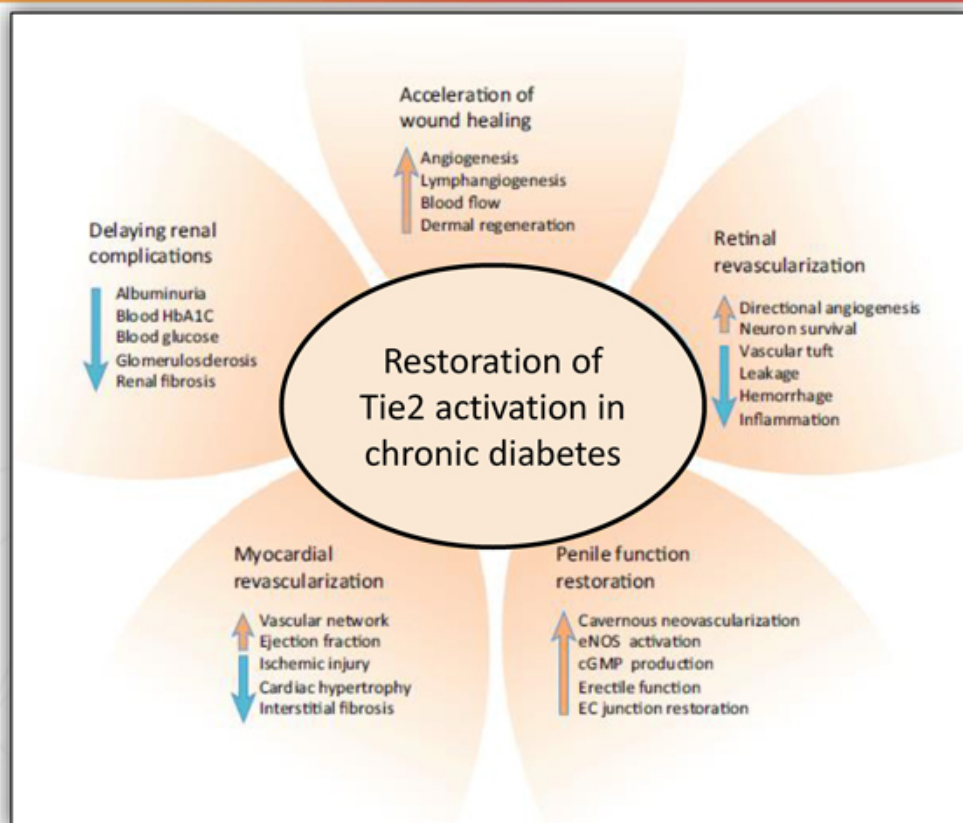 Acceleration of
wound healing
Angiogenesis
Lymphangiogenesis
Blood flow
Dermal regeneration
Delaying renal
complications
Albuminuria
Blood HbA1C
Blood glucose
Glomerulosderosis
Renal fibrosis
Retinal
revascularization
Directional angiogenesis
Neuron survival
Vascular tuft
Leakage
Hemorrhage
Inflammation
Restoration of
Tie2 activation in
chronic diabetes
Myocardial
revascularization
Vascular network
Ejection fraction
Ischemic injury
Cardiac hypertrophy
Interstitial fibrosis
Penile function
restoration
Cavernous neovascularization
eNOS activation
cGMP production
Erectile function
EC junction restoration